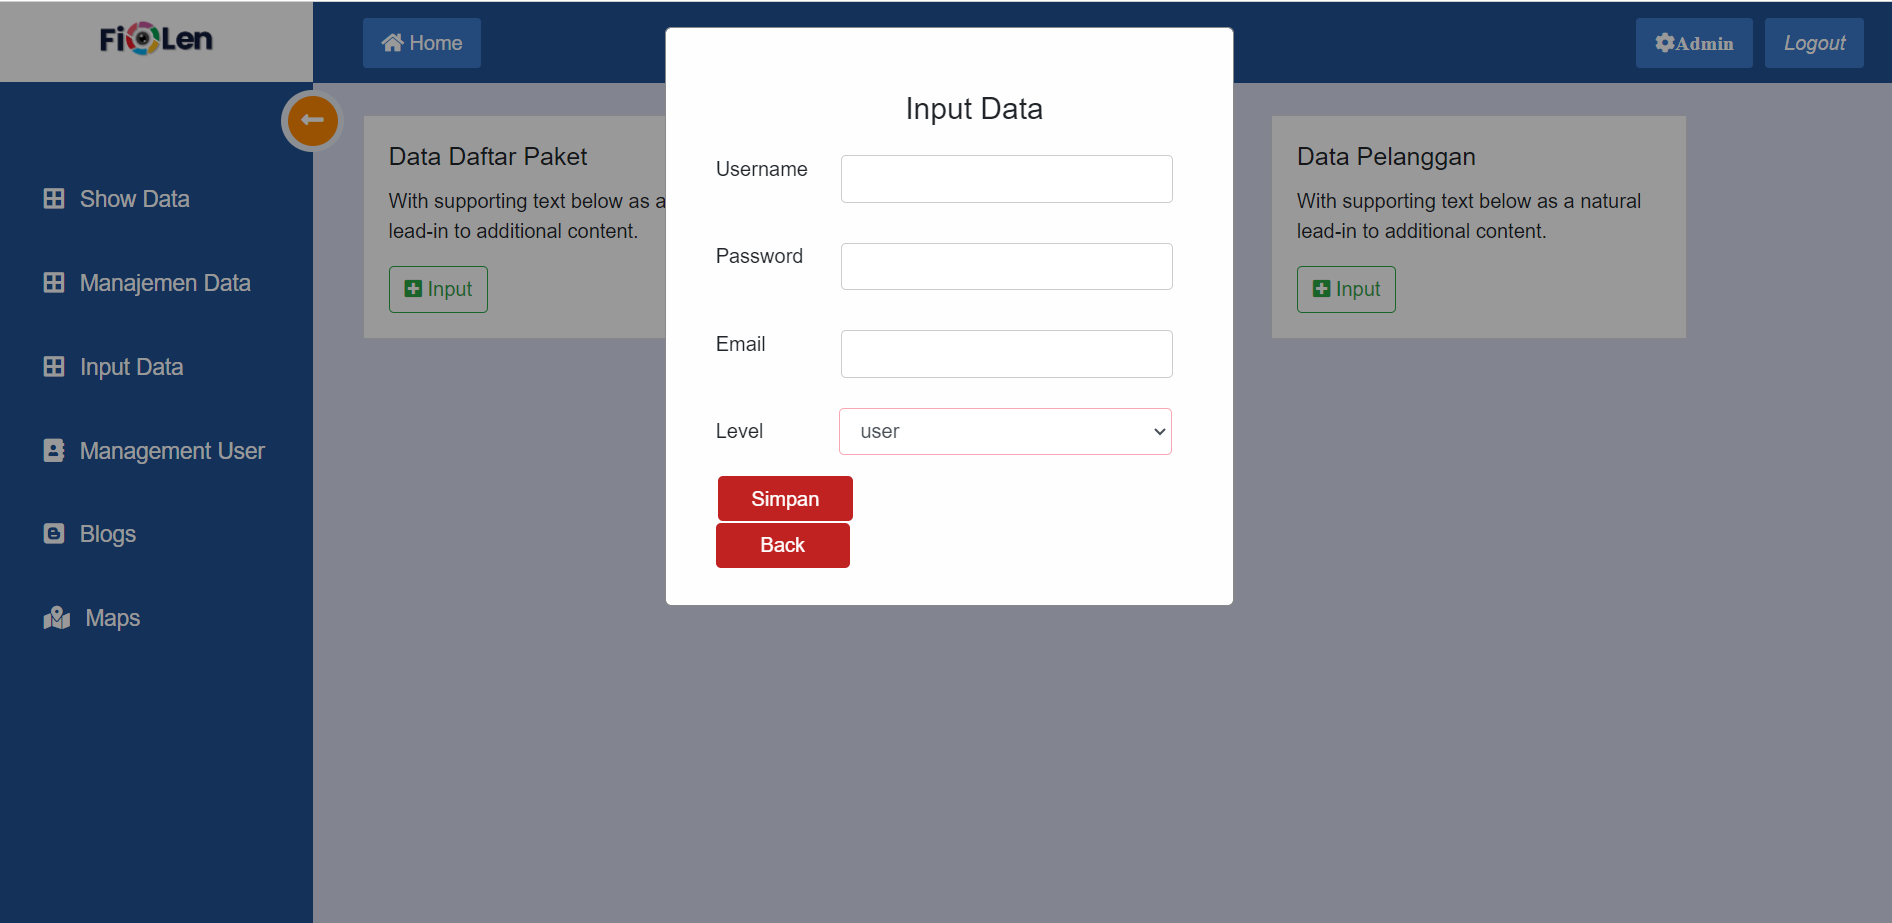 FiOLen
Home
Admin
Logout
Show Data
Manajemen Data
Input Data
Management User
Blogs
Maps
Data Daftar Paket
With supporting text below as a
lead-in to additional content.
Input
Input Data
Username
Password
Email
Level
user
Simpan
Back
Data Pelanggan
With supporting text below as a natural
lead-in to additional content.
Input